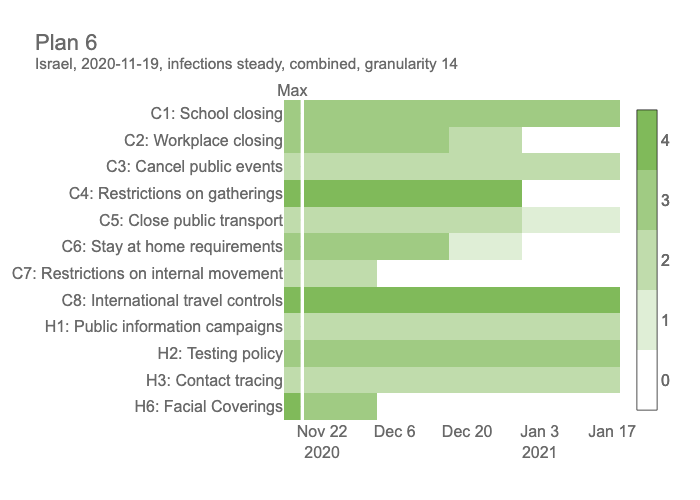 Plan 6
Israel, 2020-11-19, infections steady, combined, granularity 14
Max
C1: School closing
C2: Workplace closing
C3: Cancel public events
C4: Restrictions on gatherings
C5: Close public transport
C6: Stay at home requirements
C7: Restrictions on internal movement
C8: International travel controls
H1: Public information campaigns
H2: Testing policy
H3: Contact tracing
H6: Facial Coverings
Nov 22 Dec 6 Dec 20 Jan 3 Jan 17
2020 2021
4
3
2
1
0